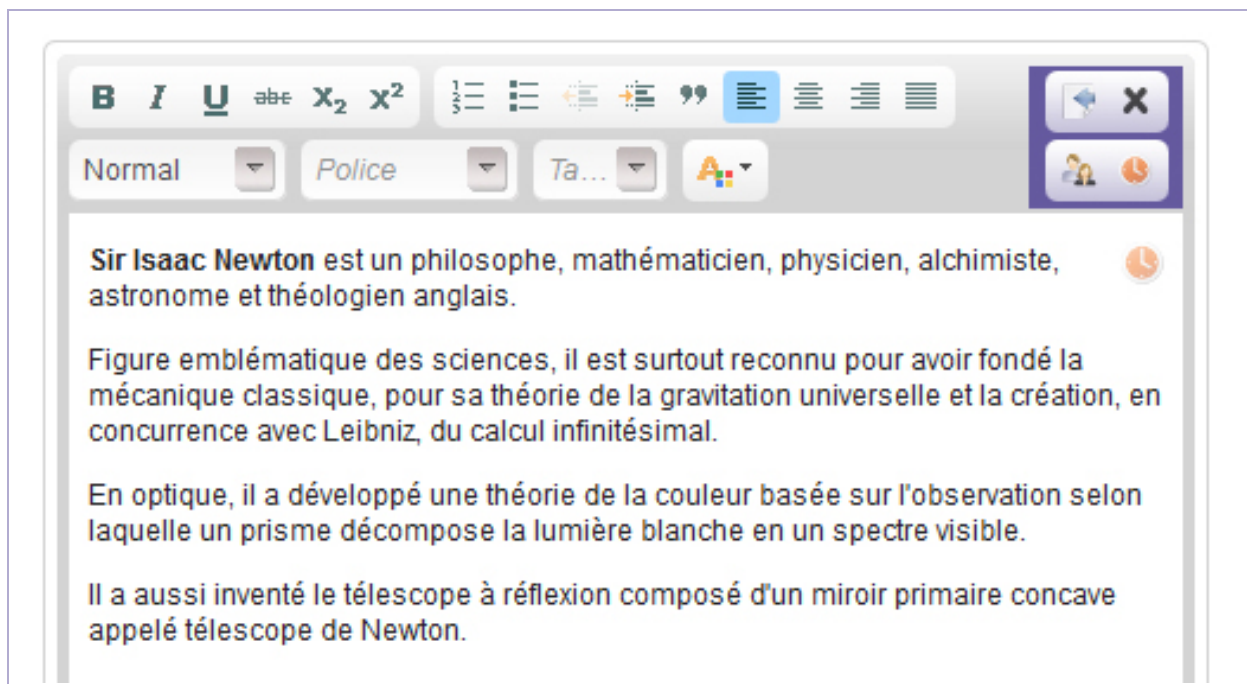 B I U abc X₂ X²
Normal Police Ta...
Sir Isaac Newton est un philosophe, mathématicien, physicien, alchimiste,
astronome et théologien anglais.
Figure emblématique des sciences, il est surtout reconnu pour avoir fondé la
mécanique classique, pour sa théorie de la gravitation universelle et la création, en
concurrence avec Leibniz, du calcul infinitésimal.
En optique, il a développé une théorie de la couleur basée sur l'observation selon
laquelle un prisme décompose la lumière blanche en un spectre visible.
Il a aussi inventé le télescope à réflexion composé d'un miroir primaire concave
appelé télescope de Newton.